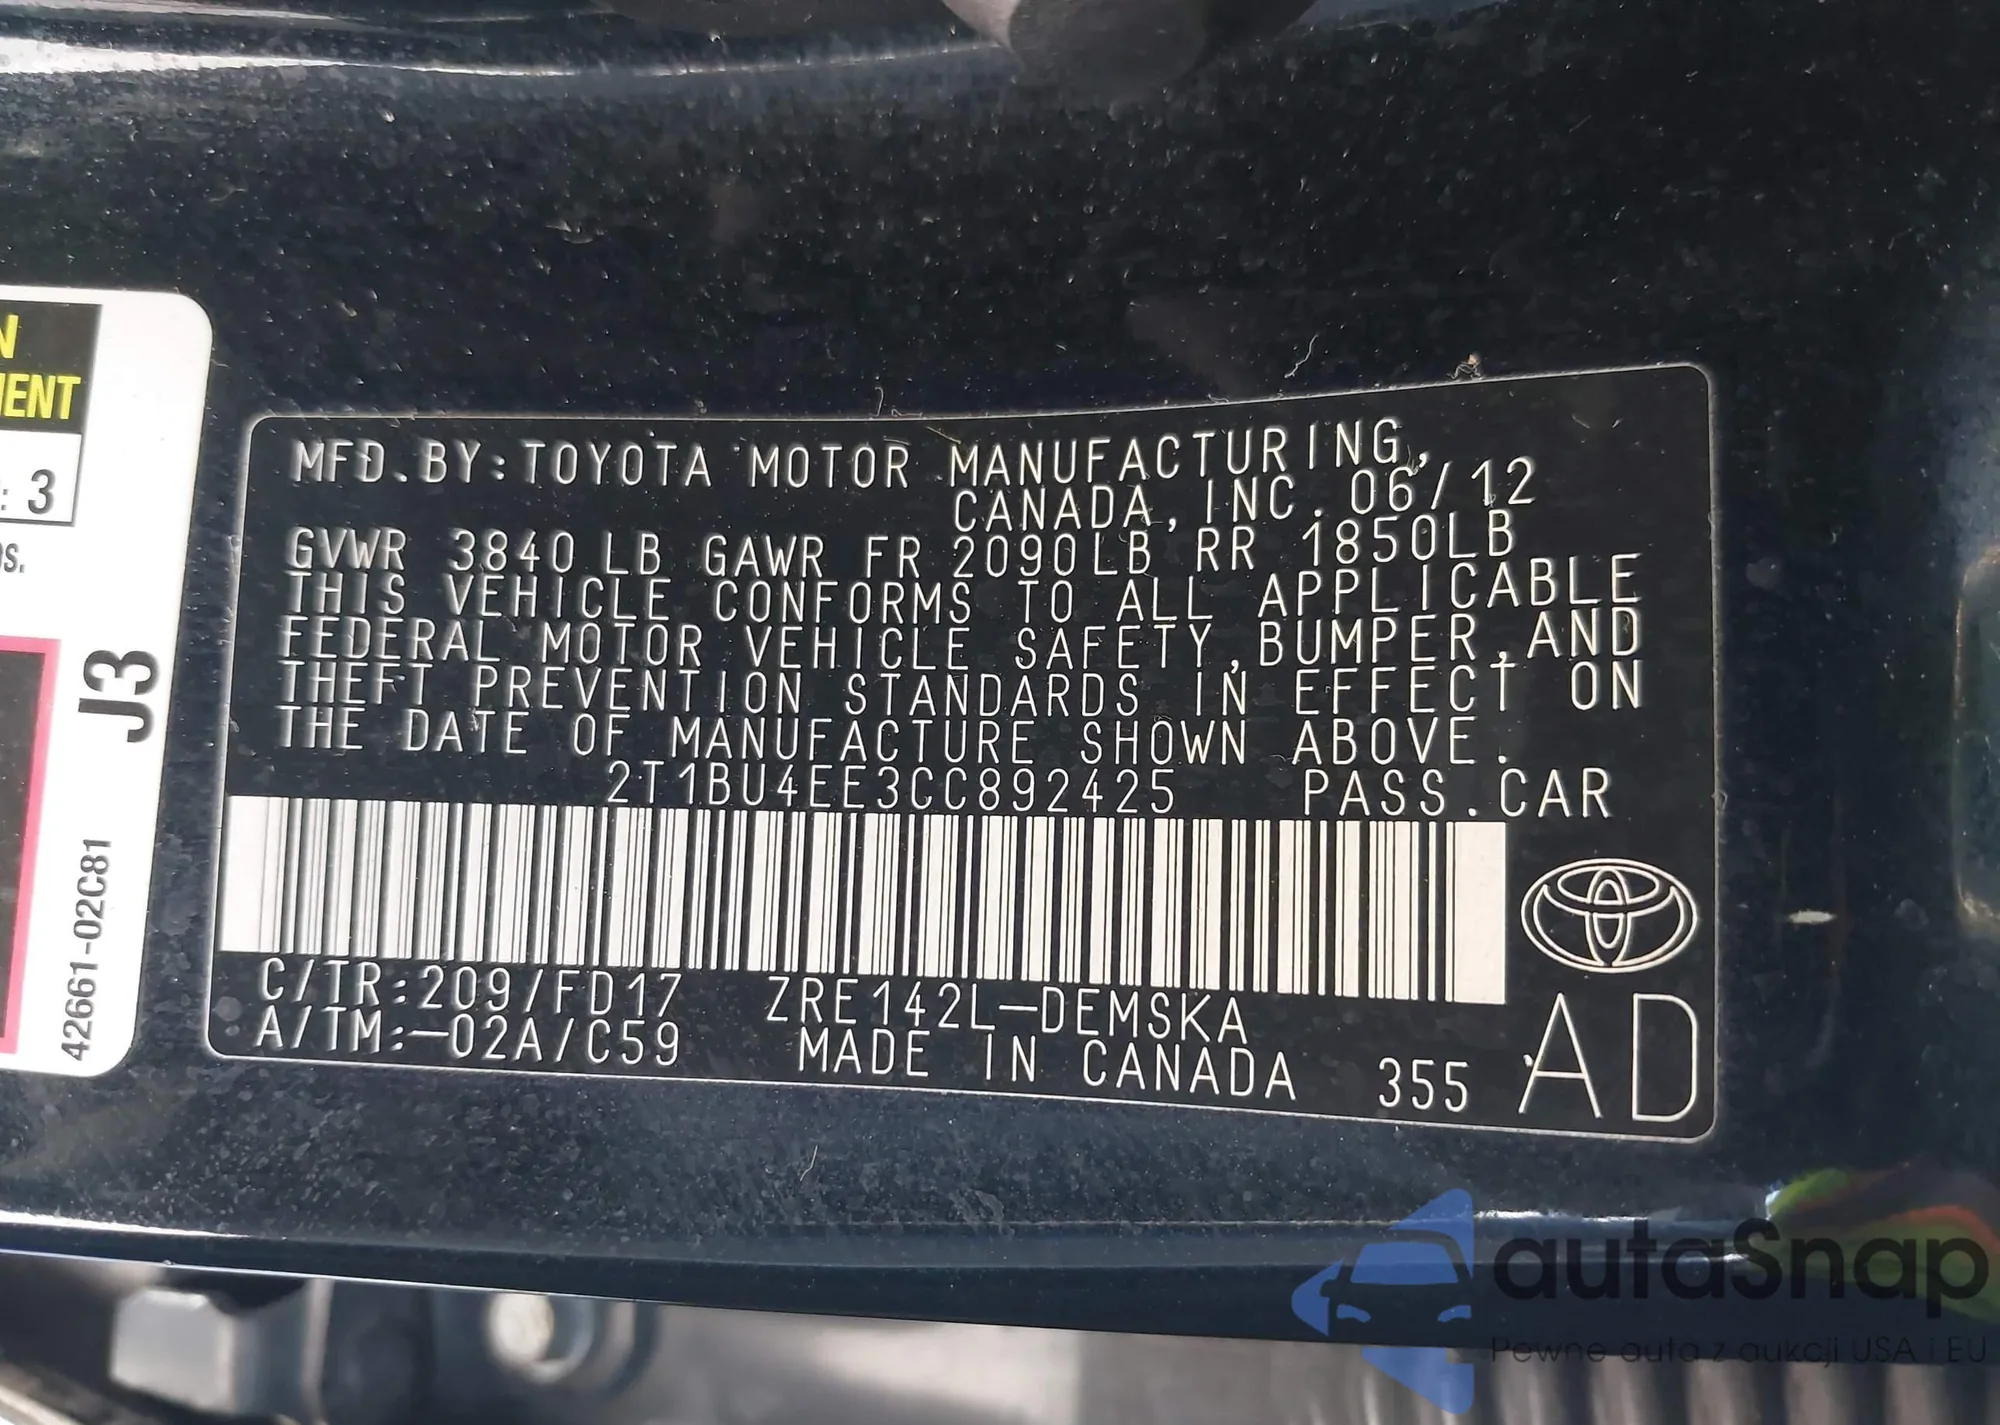 N
MENT
: 3
s.
J3
42661-02C81
MFD.BY:TOYOTA MOTOR MANUFACTURING,
CANADA,INC.06/12
GVWR 3840LB GAWR FR 2090LB RR 1850LB
THIS VEHICLE CONFORMS TO ALL APPLICABLE
FEDERAL MOTOR VEHICLE SAFETY,BUMPER,AND
THEFT PREVENTION STANDARDS IN EFFECT ON
THE DATE OF MANUFACTURE SHOWN ABOVE.
2T1BU4EE3CC892425 PASS.CAR
C/TR:209/FD17 ZRE142L-DEMSKA
A/TM:-02A/C59 MADE IN CANADA 355 AD
autaSnap
Pewne auta z aukcji USA i EU